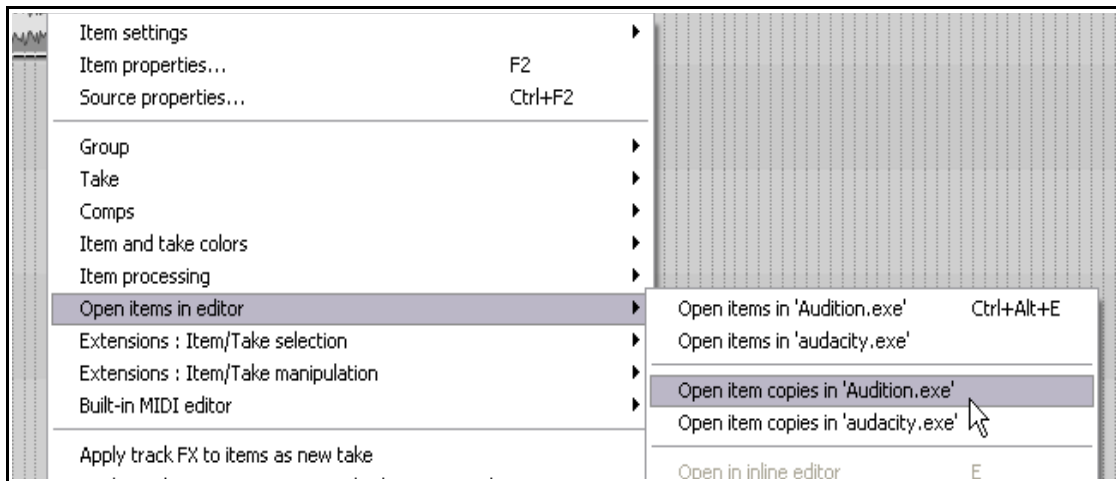 Item settings
Item properties... F2
Source properties... Ctrl+F2
Group
Take
Comps
Item and take colors
Item processing
Open items in editor
Extensions : Item/Take selection
Extensions : Item/Take manipulation
Built-in MIDI editor
Apply track FX to items as new take
Open items in 'Audition.exe' Ctrl+Alt+E
Open items in 'audacity.exe'
Open item copies in 'Audition.exe'
Open item copies in 'audacity.exe'
Open in inline editor E